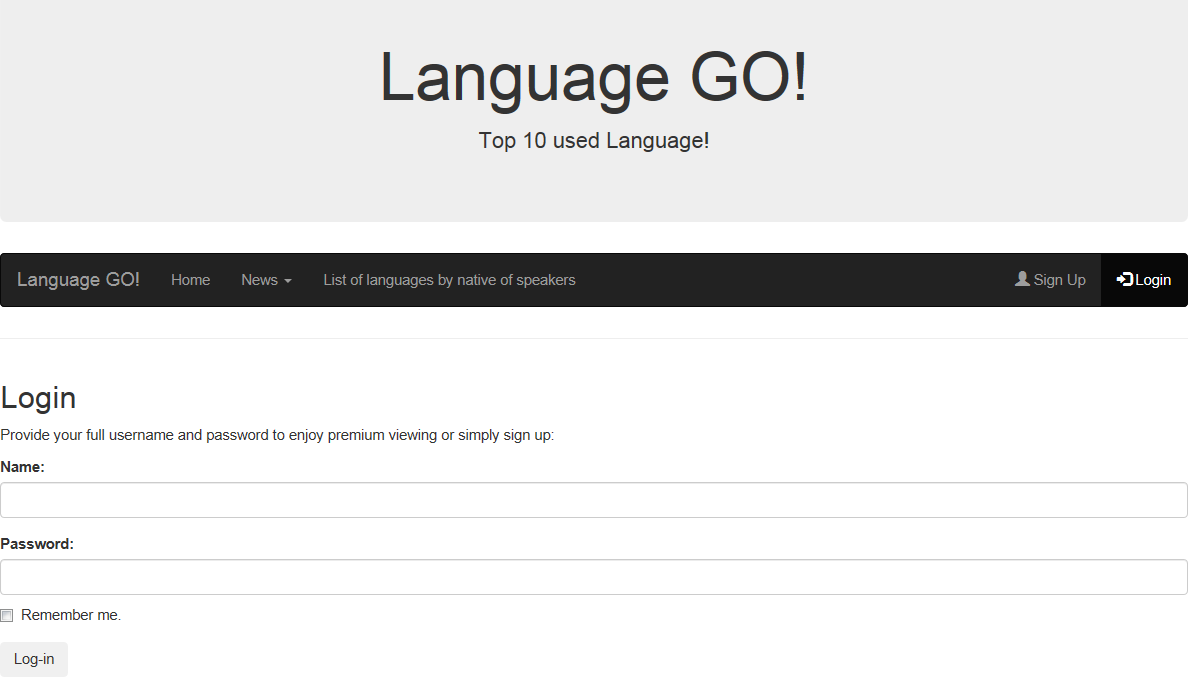 Language GO!
Top 10 used Language!
Language GO! Home News List of languages by native of speakers Sign Up Login
Login
Provide your full username and password to enjoy premium viewing or simply sign up:
Name:
Password:
Remember me.
Log-in